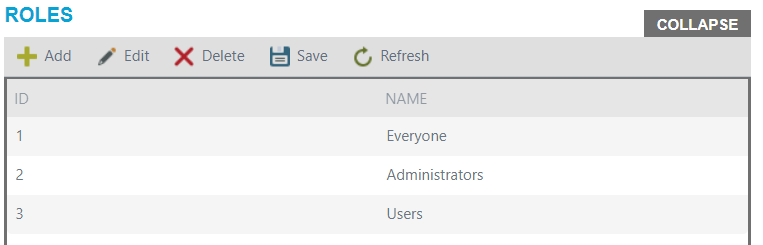 ROLES
COLLAPSE
Add Edit Delete Save Refresh
ID NAME
1 Everyone
2 Administrators
3 Users